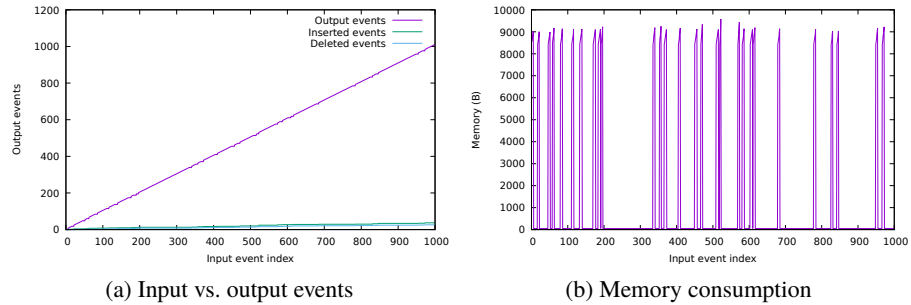 1200
1000
800
600
400
200
0
Output events
Output events
Inserted events
Deleted events
0 100 200 300 400 500 600 700 800 900 1000
Input event index
(a) Input vs. output events
10000
9000
8000
7000
6000
5000
4000
3000
2000
1000
0
Memory (B)
0 100 200 300 400 500 600 700 800 900 1000
Input event index
(b) Memory consumption